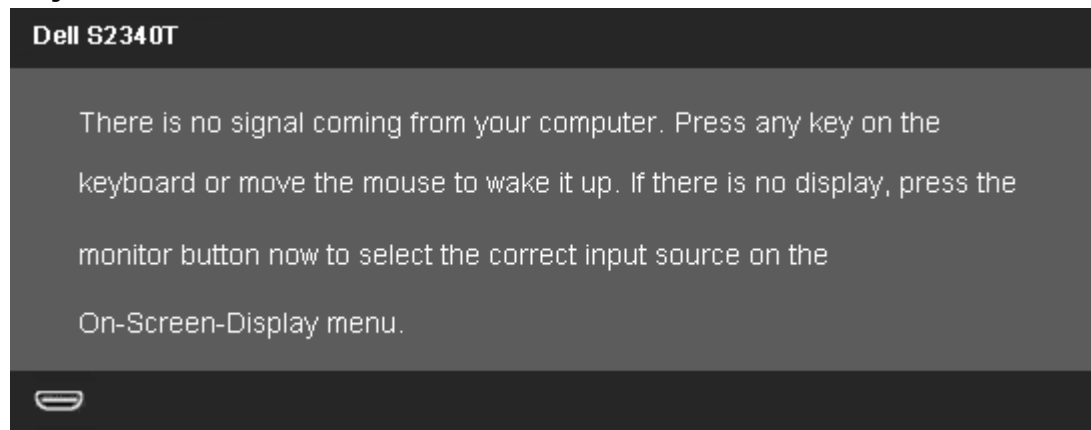 Dell S2340T
There is no signal coming from your computer. Press any key on the
keyboard or move the mouse to wake it up. If there is no display, press the
monitor button now to select the correct input source on the
On-Screen-Display menu.